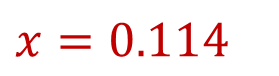 x = 0.114